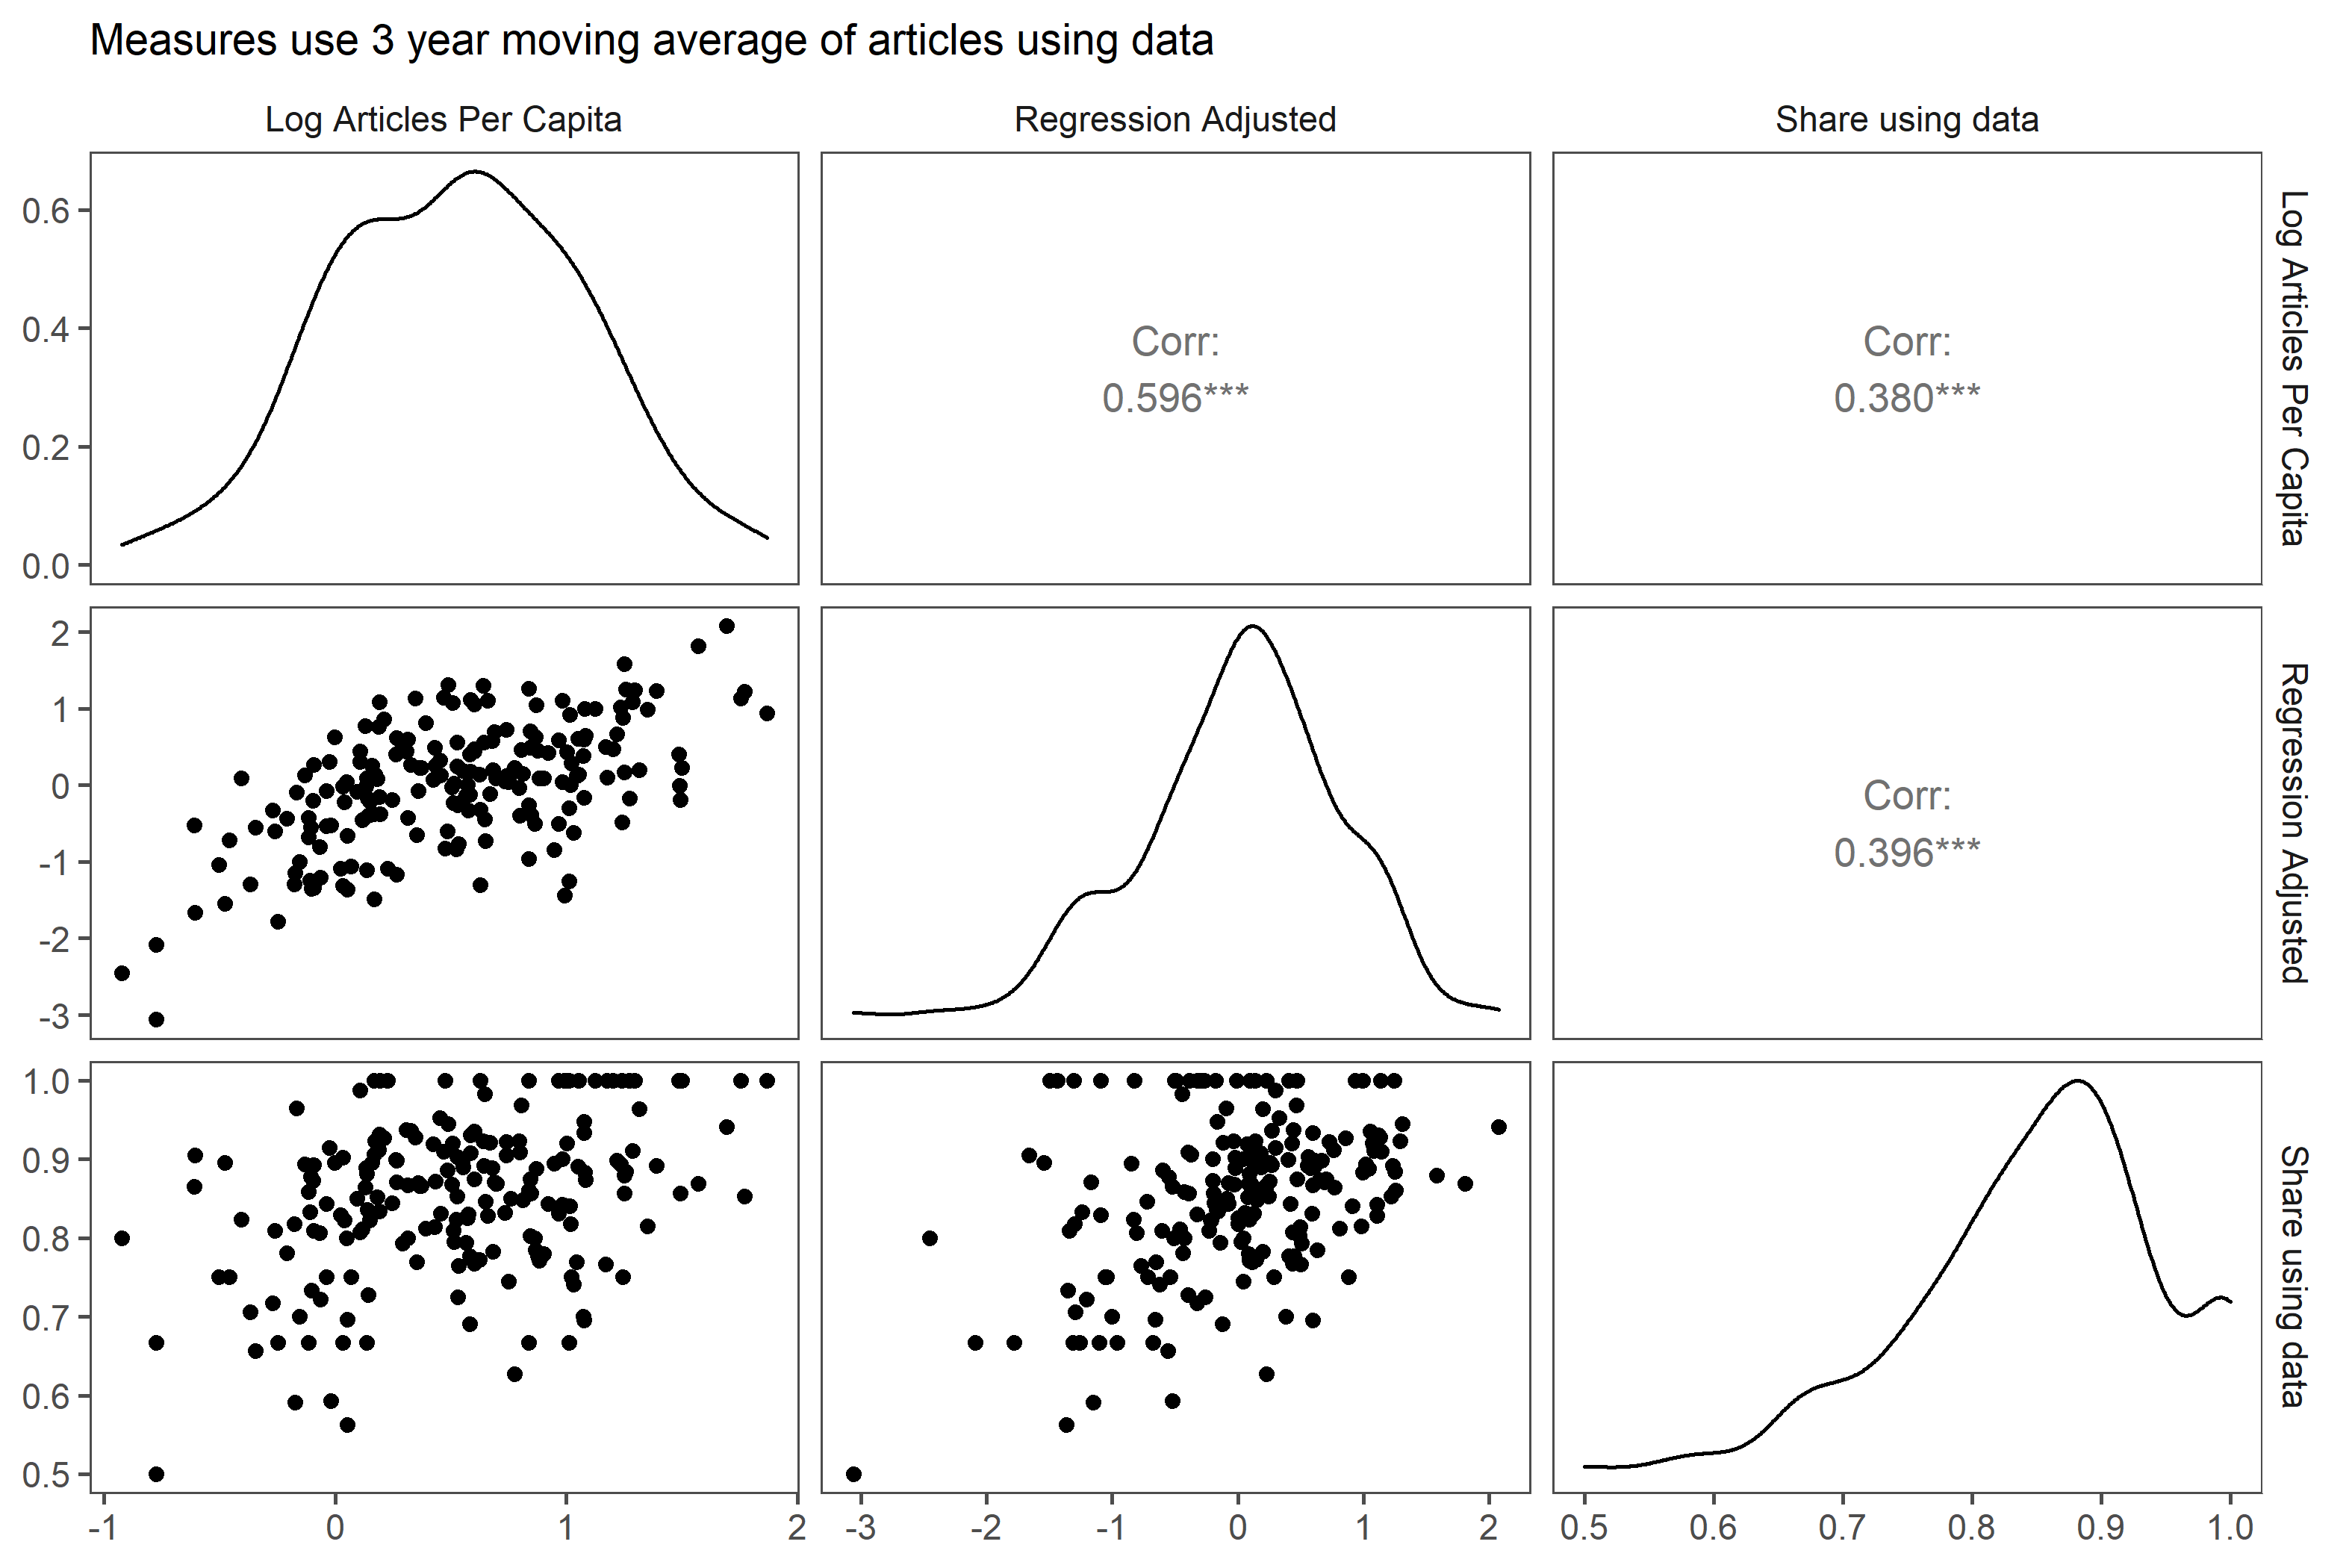 Measures use 3 year moving average of articles using data
Log Articles Per Capita
Regression Adjusted
Share using data
0.6
0.4
0.2
0.0
Corr:
0.596***
Corr:
0.380***
Log Articles Per Capita
2
1
0
-1
-2
-3
Corr:
0.396***
Regression Adjusted
1.0
0.9
0.8
0.7
0.6
0.5
Share using data
-1 0 1 2
-3 -2 -1 0 1 2
0.5 0.6 0.7 0.8 0.9 1.0